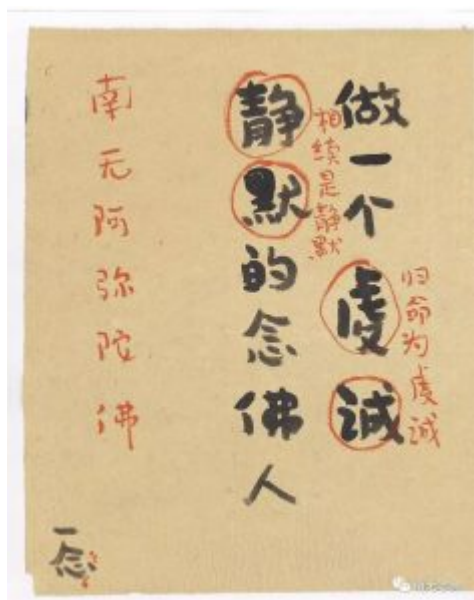 做一个虔诚
归命为虔诚
静默的念佛人
相续是静默
南无阿弥陀佛
一念